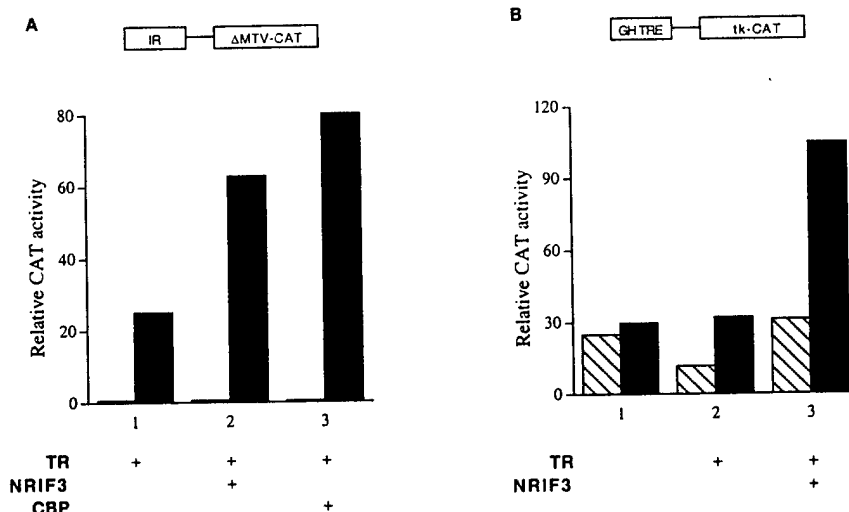 A
IR
ΔMTV-CAT
80
60
40
20
0
Relative CAT activity
1 2 3
TR + + +
NRIF3 +
CBP +
B
GHTRE
tk-CAT
120
90
60
30
0
Relative CAT activity
1 2 3
TR + +
NRIF3 +